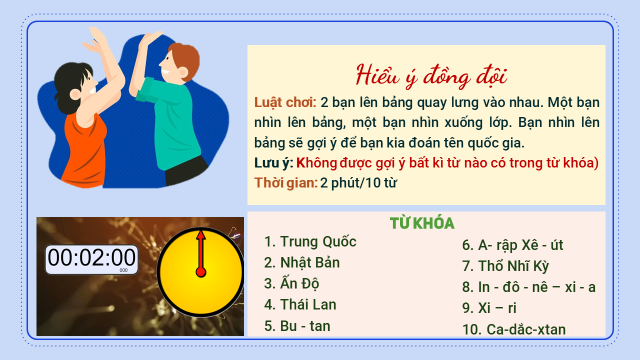 Hiểu ý đồng đội
Luật chơi: 2 bạn lên bảng quay lưng vào nhau. Một bạn
nhìn lên bảng, một bạn nhìn xuống lớp. Bạn nhìn lên
bảng sẽ gợi ý để bạn kia đoán tên quốc gia.
Lưu ý: Không được gợi ý bất kì từ nào có trong từ khóa)
Thời gian: 2 phút/10 từ
00:02:00
000
TỪ KHÓA
1. Trung Quốc
2. Nhật Bản
3. Ấn Độ
4. Thái Lan
5. Bu - tan
6. A- rập Xê - út
7. Thổ Nhĩ Kỳ
8. In - đô - nê – xi - a
9. Xi – ri
10. Ca-dắc-xtan